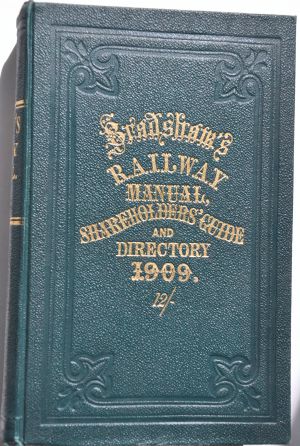 Bradshaw's
RAILWAY
MANUAL
SHAREHOLDERS' GUIDE
AND
DIRECTORY
1909.
12/-